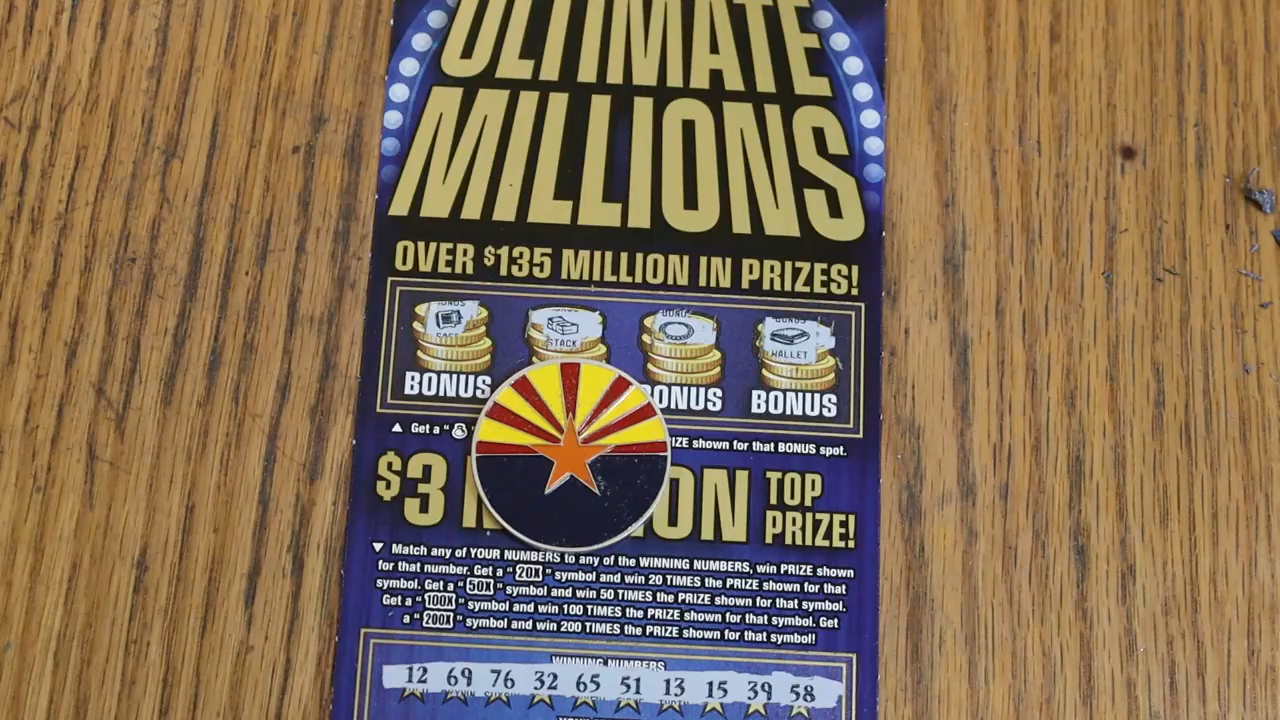 ULTIMATE
MILLIONS
OVER $135 MILLION IN PRIZES!
BONUS BONUS
STACK WALLET
BONUS BONUS BONUS
▲ Get a " " PRIZE shown for that BONUS spot.
$3 TOP
PRIZE!
▼ Match any of YOUR NUMBERS to any of the WINNING NUMBERS, win PRIZE shown
for that number. Get a " 20X " symbol and win 20 TIMES the PRIZE shown for that
symbol. Get a " 50X " symbol and win 50 TIMES the PRIZE shown for that symbol.
Get a " 100X " symbol and win 100 TIMES the PRIZE shown for that symbol. Get
a " 200X " symbol and win 200 TIMES the PRIZE shown for that symbol!
WINNING NUMBERS
12 69 76 32 65 51 13 15 39 58